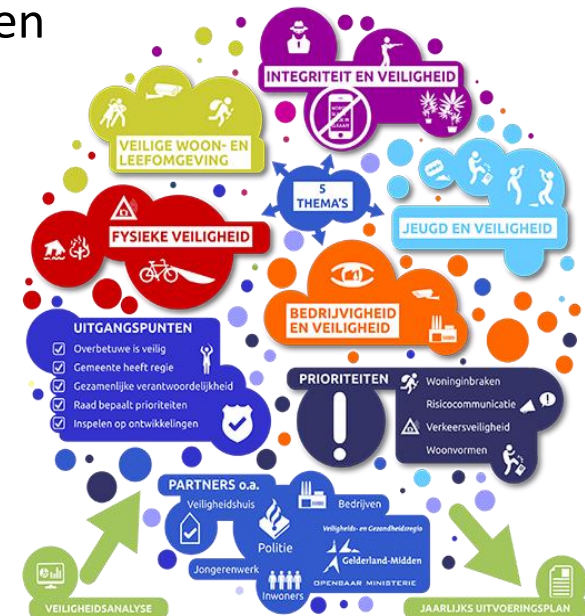 en
INTEGRITEIT EN VEILIGHEID
VEILIGE WOON- EN
LEEFOMGEVING
5
THEMA'S
JEUGD EN VEILIGHEID
FYSIEKE VEILIGHEID
BEDRIJVIGHEID
EN VEILIGHEID
UITGANGSPUNTEN
Overbetuwe is veilig
Gemeente heeft regie
Gezamenlijke verantwoordelijkheid
Raad bepaalt prioriteiten
Inspelen op ontwikkelingen
PRIORITEITEN
Woninginbraken
Risicocommunicatie
Verkeersveiligheid
Woonvormen
PARTNERS o.a.
Veiligheidshuis
Bedrijven
Politie
Veiligheids- en Gezondheidsregio
Gelderland-Midden
Jongerenwerk
OPENBAAR MINISTERIE
Inwoners
VEILIGHEIDSANALYSE
JAARLIJKS UITVOERINGSPLAN